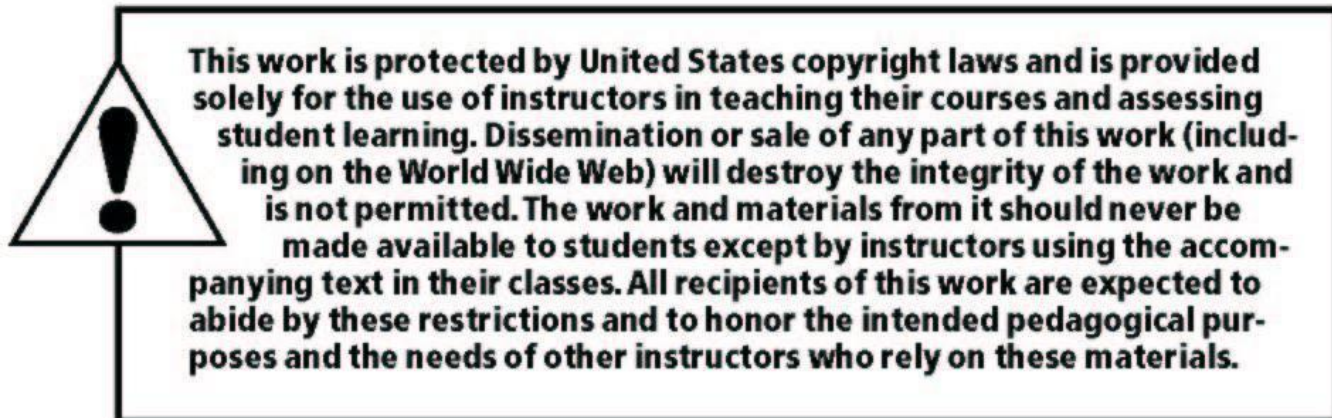 This work is protected by United States copyright laws and is provided
solely for the use of instructors in teaching their courses and assessing
student learning. Dissemination or sale of any part of this work (includ-
ing on the World Wide Web) will destroy the integrity of the work and
is not permitted. The work and materials from it should never be
made available to students except by instructors using the accom-
panying text in their classes. All recipients of this work are expected to
abide by these restrictions and to honor the intended pedagogical pur-
poses and the needs of other instructors who rely on these materials.